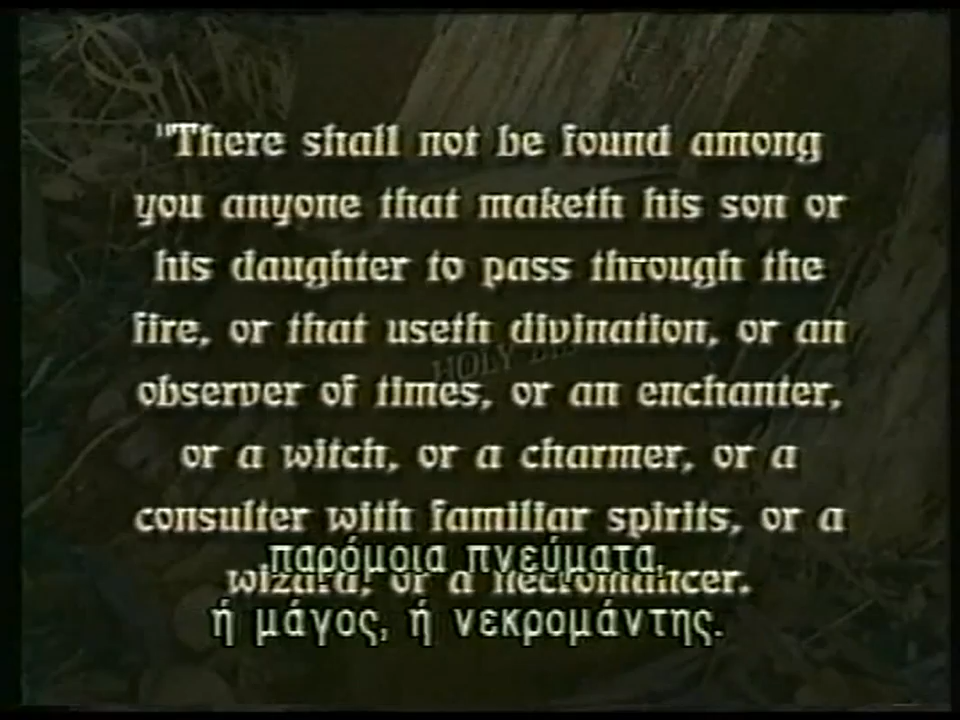 "There shall not be found among
you anyone that maketh his son or
his daughter to pass through the
fire, or that useth divination, or an
observer of times, or an enchanter,
or a witch, or a charmer, or a
consulter with familiar spirits, or a
wizard, or a necromancer.
παρόμοια πνεύματα,
ή μάγος, ή νεκρομάντης.
HOLY